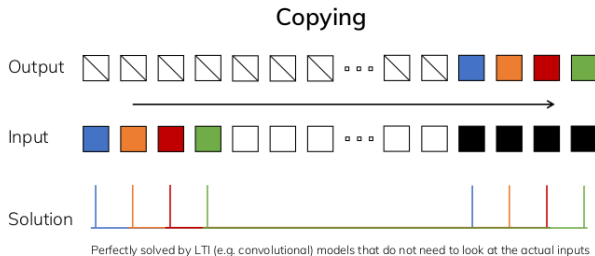 Copying
Output
Input
Solution
Perfectly solved by LTI (e.g. convolutional) models that do not need to look at the actual inputs